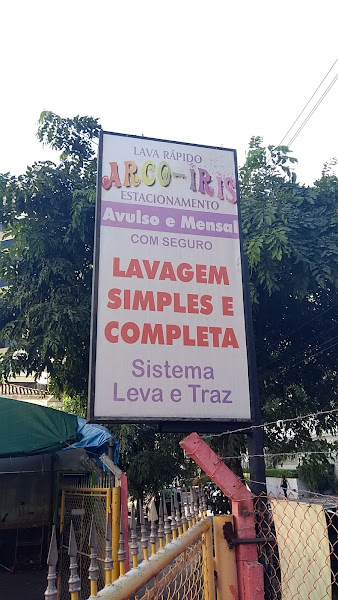 LAVA RÁPIDO
ARCO-ÍRIS
ESTACIONAMENTO
Avulso e Mensal
COM SEGURO
LAVAGEM
SIMPLES E
COMPLETA
Sistema
Leva e Traz